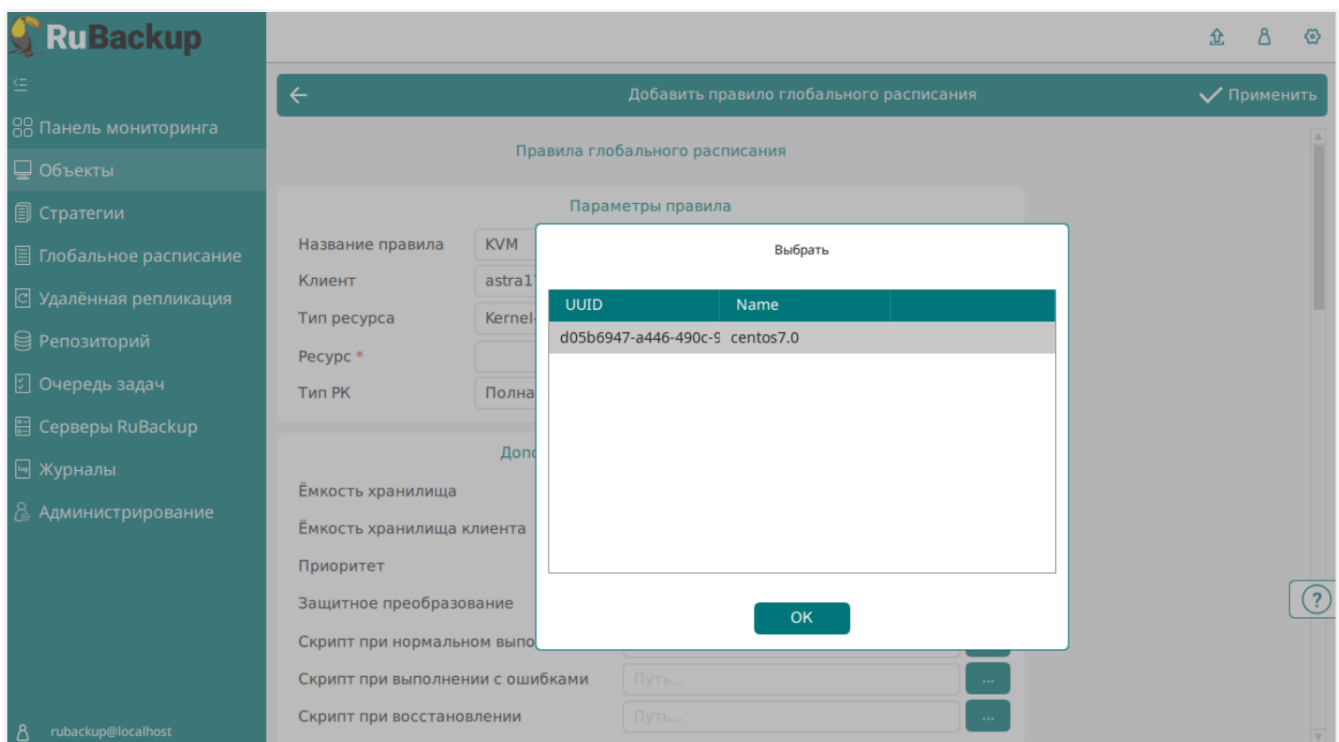 RuBackup
Добавить правило глобального расписания
Применить
Панель мониторинга
Объекты
Стратегии
Глобальное расписание
Удалённая репликация
Репозиторий
Очередь задач
Серверы RuBackup
Журналы
Администрирование
rubackup@localhost
Правила глобального расписания
Параметры правила
Название правила KVM
Клиент astra1
Тип ресурса Kernel-
Ресурс *
Тип РК Полна
Допо
Ёмкость хранилища
Ёмкость хранилища клиента
Приоритет
Защитное преобразование
Скрипт при нормальном выпо
Скрипт при выполнении с ошибками Путь... ...
Скрипт при восстановлении Путь... ...
Выбрать
UUID Name
d05b6947-a446-490c-9 centos7.0
OK
?